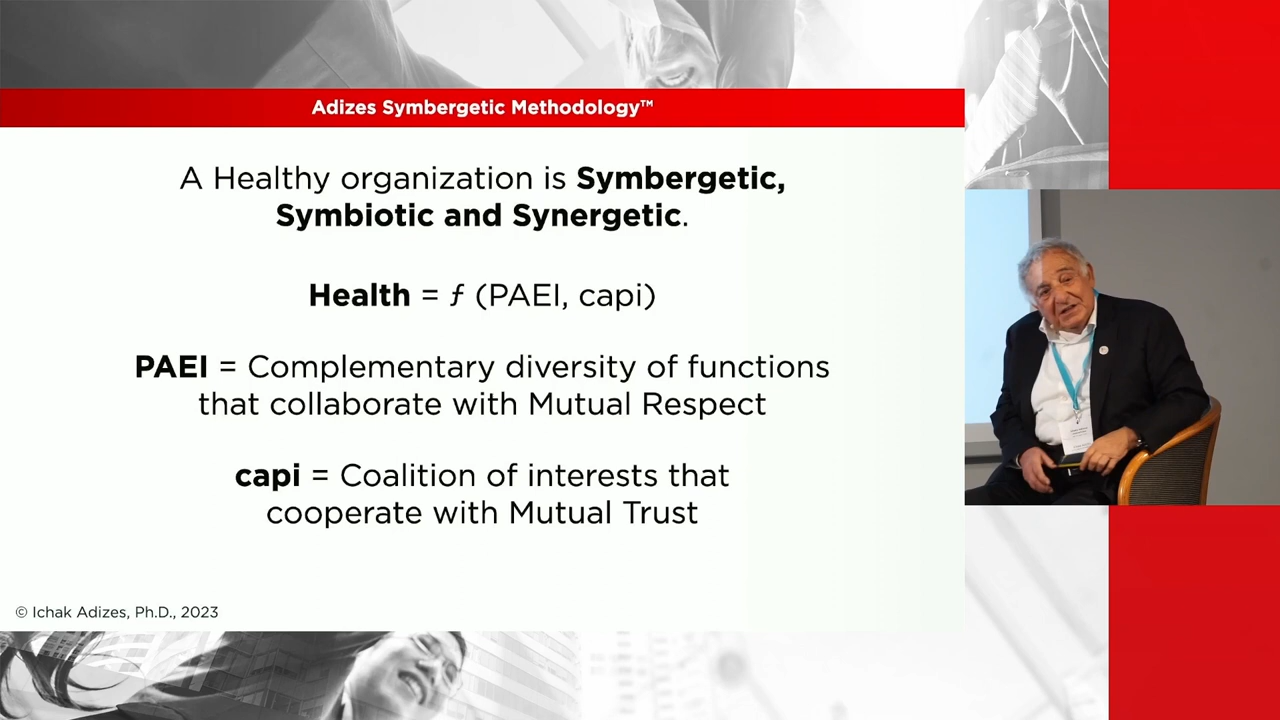 Adizes Symbergetic Methodology™
A Healthy organization is Symbergetic,
Symbiotic and Synergetic.
Health = ƒ (PAEI, capi)
PAEI = Complementary diversity of functions
that collaborate with Mutual Respect
capi = Coalition of interests that
cooperate with Mutual Trust
© Ichak Adizes, Ph.D., 2023